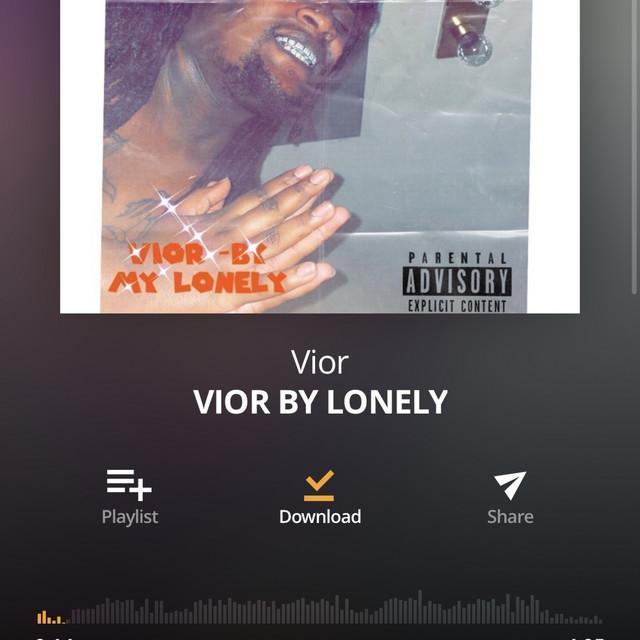 VIOR -BY
MY LONELY
PARENTAL
ADVISORY
EXPLICIT CONTENT
Vior
VIOR BY LONELY
Playlist
Download
Share